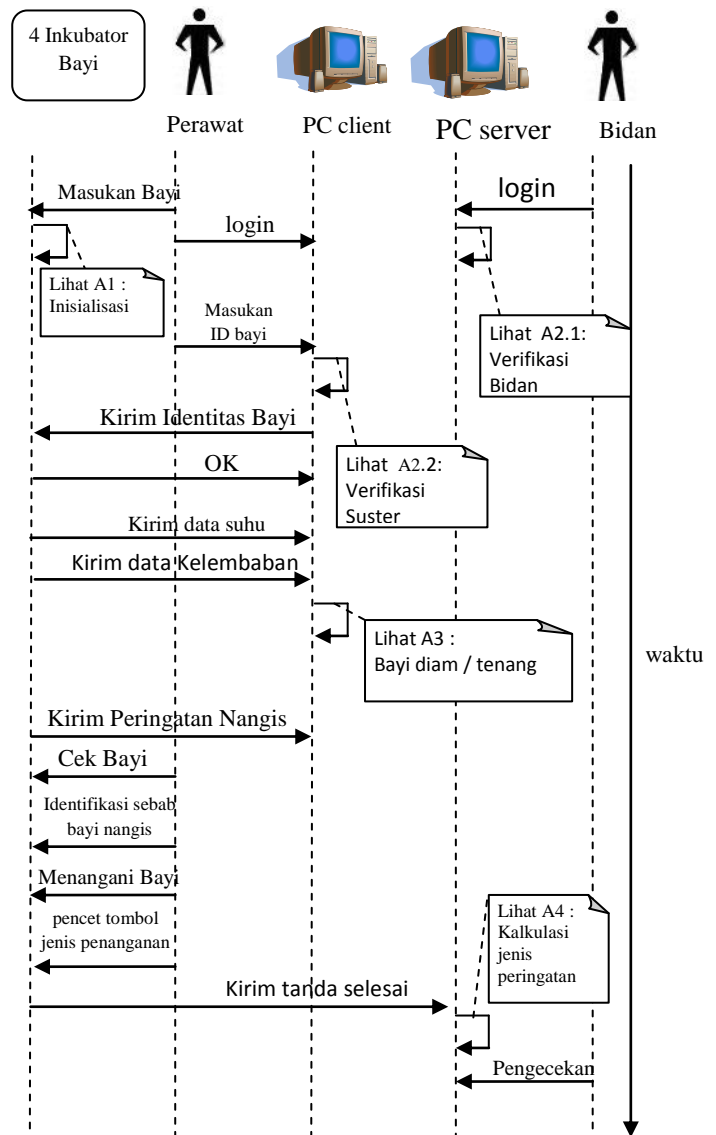 4 Inkubator
Bayi
Perawat
PC client
PC server
Bidan
Masukan Bayi
login
login
Lihat A1 :
Inisialisasi
Masukan
ID bayi
Lihat A2.1:
Verifikasi
Bidan
Kirim Identitas Bayi
OK
Lihat A2.2:
Verifikasi
Suster
Kirim data suhu
Kirim data Kelembaban
Lihat A3 :
Bayi diam / tenang
waktu
Kirim Peringatan Nangis
Cek Bayi
Identifikasi sebab
bayi nangis
Menangani Bayi
pencet tombol
jenis penanganan
Lihat A4 :
Kalkulasi
jenis
peringatan
Kirim tanda selesai
Pengecekan